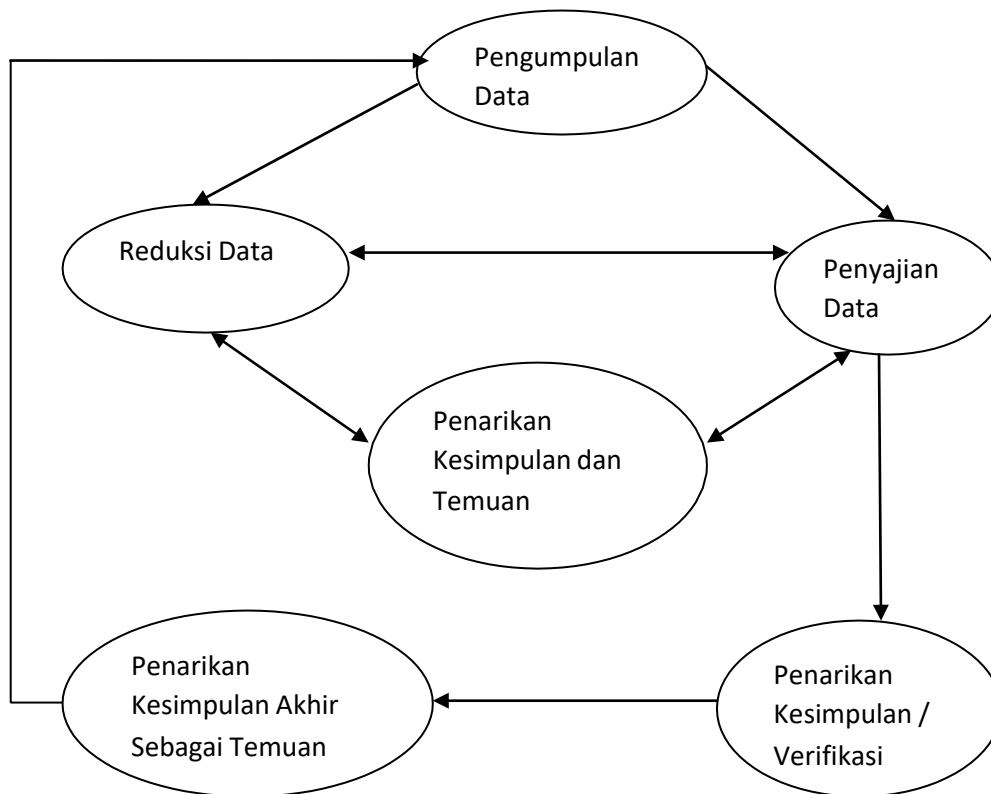 Pengumpulan
Data
Reduksi Data
Penyajian
Data
Penarikan
Kesimpulan dan
Temuan
Penarikan
Kesimpulan Akhir
Sebagai Temuan
Penarikan
Kesimpulan /
Verifikasi